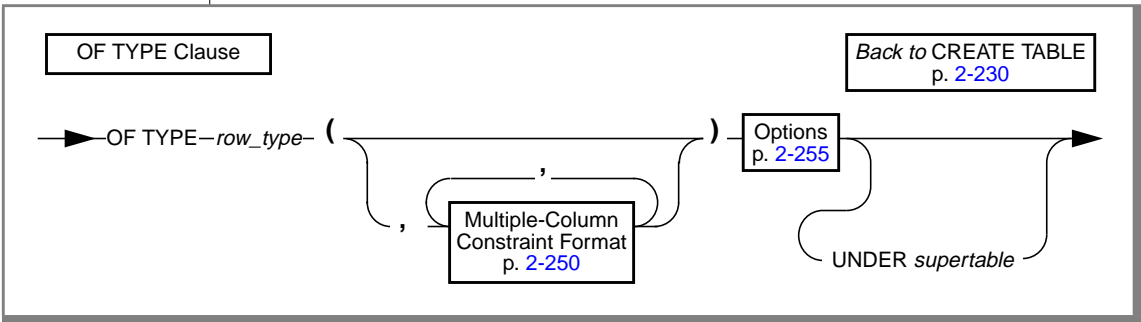 OF TYPE Clause
Back to CREATE TABLE
p. 2-230
OF TYPE row_type ( ) Options
p. 2-255
,
, Multiple-Column
Constraint Format
p. 2-250
UNDER supertable